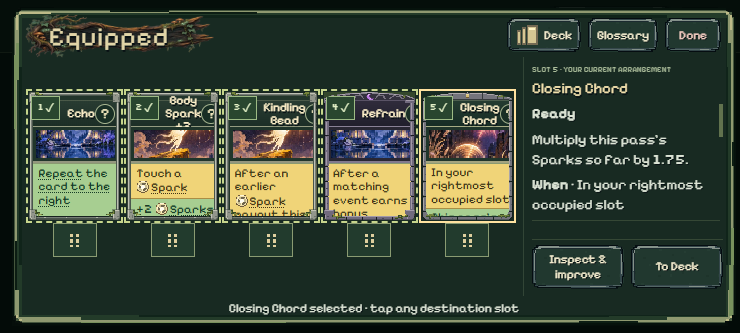 Equipped
Deck
Glossary
Done
SLOT 5 · YOUR CURRENT ARRANGEMENT
Closing Chord
Ready
Multiply this pass's
Sparks so far by 1.75.
When · In your rightmost
occupied slot
Inspect &
improve
To Deck
1 ✓
Echo
?
Repeat the
card to the
right
2 ✓
Body
Spark
?
Touch a
Spark
+2 Sparks
3 ✓
Kindling
Bead
?
After an
earlier
Spark
4 ✓
Refrain
After a
matching
event earns
bonus
5 ✓
Closing
Chord
In your
rightmost
occupied slot
Closing Chord selected · tap any destination slot